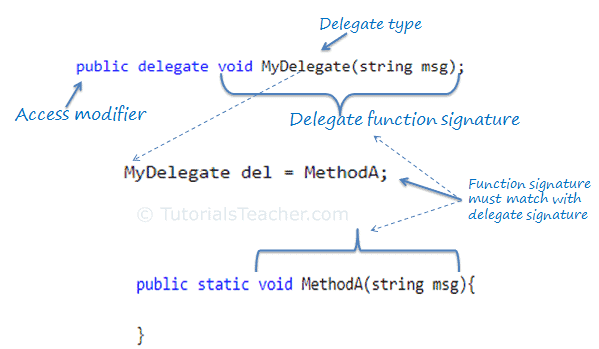 Delegate type
public delegate void MyDelegate(string msg);
Access modifier
Delegate function signature
MyDelegate del = MethodA;
Function signature
must match with
delegate signature
© TutorialsTeacher.com
public static void MethodA(string msg){
}